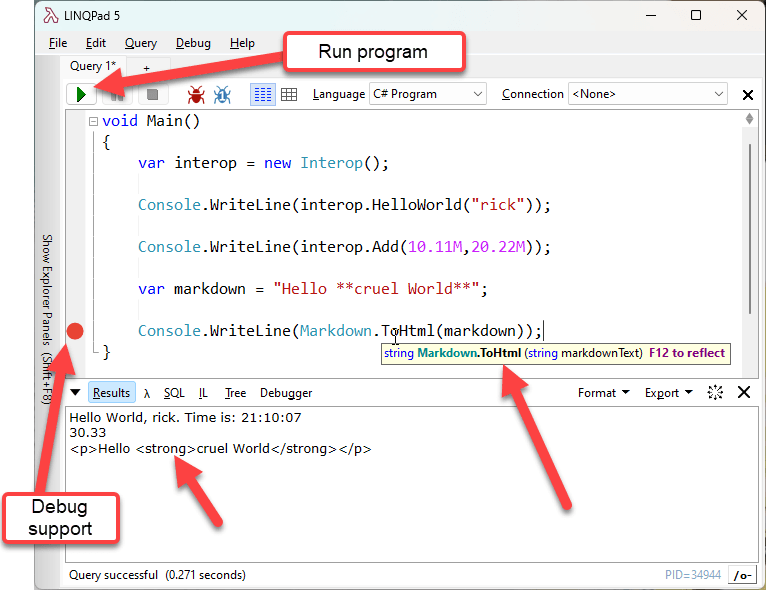 LINQPad 5
File Edit Query Debug Help
Run program
Query 1* +
Language C# Program Connection <None>
void Main()
{
var interop = new Interop();
Console.WriteLine(interop.HelloWorld("rick"));
Console.WriteLine(interop.Add(10.11M,20.22M));
var markdown = "Hello **cruel World**";
Console.WriteLine(Markdown.ToHtml(markdown));
string Markdown.ToHtml (string markdownText) F12 to reflect
}
Show Explorer Panels (Shift+F8)
Results λ SQL IL Tree Debugger Format Export
Hello World, rick. Time is: 21:10:07
30.33
<p>Hello <strong>cruel World</strong></p>
Debug
support
Query successful (0.271 seconds) PID=34944 /o-